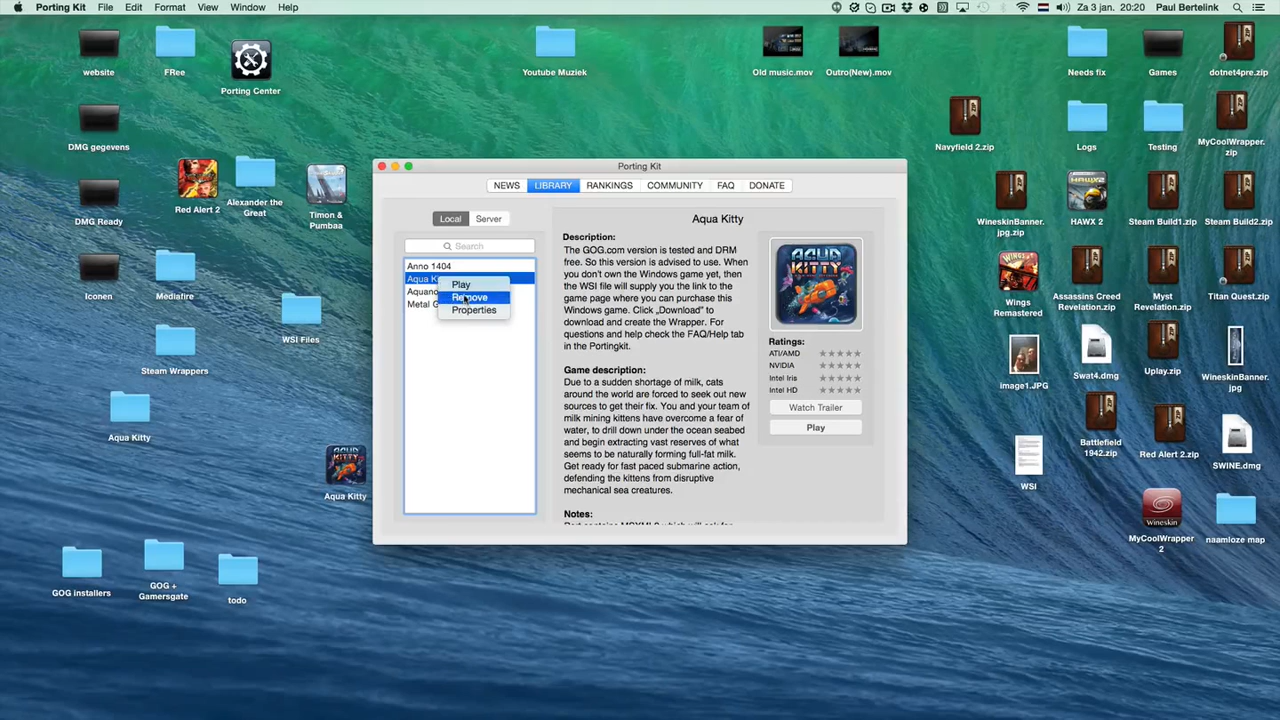 Porting Kit File Edit Format View Window Help
Za 3 jan. 20:20 Paul Bertelink
website
FRee
Porting Center
Youtube Muziek
Old music.mov
Outro(New).mov
Needs fix
Games
dotnet4pre.zip
DMG gegevens
Navyfield 2.zip
Logs
Testing
MyCoolWrapper.
zip
DMG Ready
Red Alert 2
Alexander the
Great
Timon &
Pumbaa
WineskinBanner.
jpg.zip
HAWX 2
Steam Build1.zip
Steam Build2.zip
Iconen
Mediafire
WSI Files
Wings
Remastered
Assassins Creed
Revelation.zip
Myst
Revelation.zip
Titan Quest.zip
Steam Wrappers
image1.JPG
Swat4.dmg
Uplay.zip
WineskinBanner.
jpg
Aqua Kitty
Aqua Kitty
WSI
Battlefield
1942.zip
Red Alert 2.zip
SWINE.dmg
Wineskin
MyCoolWrapper
2
naamloze map
GOG installers
GOG +
Gamersgate
todo
Porting Kit
NEWS LIBRARY RANKINGS COMMUNITY FAQ DONATE
Local Server
Search
Anno 1404
Aqua K
Aquan
Metal G
Play
Remove
Properties
Aqua Kitty
Description:
The GOG.com version is tested and DRM
free. So this version is advised to use. When
you don't own the Windows game yet, then
the WSI file will supply you the link to the
game page where you can purchase this
Windows game. Click „Download" to
download and create the Wrapper. For
questions and help check the FAQ/Help tab
in the Portingkit.
Game description:
Due to a sudden shortage of milk, cats
around the world are forced to seek out new
sources to get their fix. You and your team of
milk mining kittens have overcome a fear of
water, to drill down under the ocean seabed
and begin extracting vast reserves of what
seems to be naturally forming full-fat milk.
Get ready for fast paced submarine action,
defending the kittens from disruptive
mechanical sea creatures.
Notes:
AQUA
KITTY
Ratings:
ATI/AMD
NVIDIA
Intel Iris
Intel HD
Watch Trailer
Play